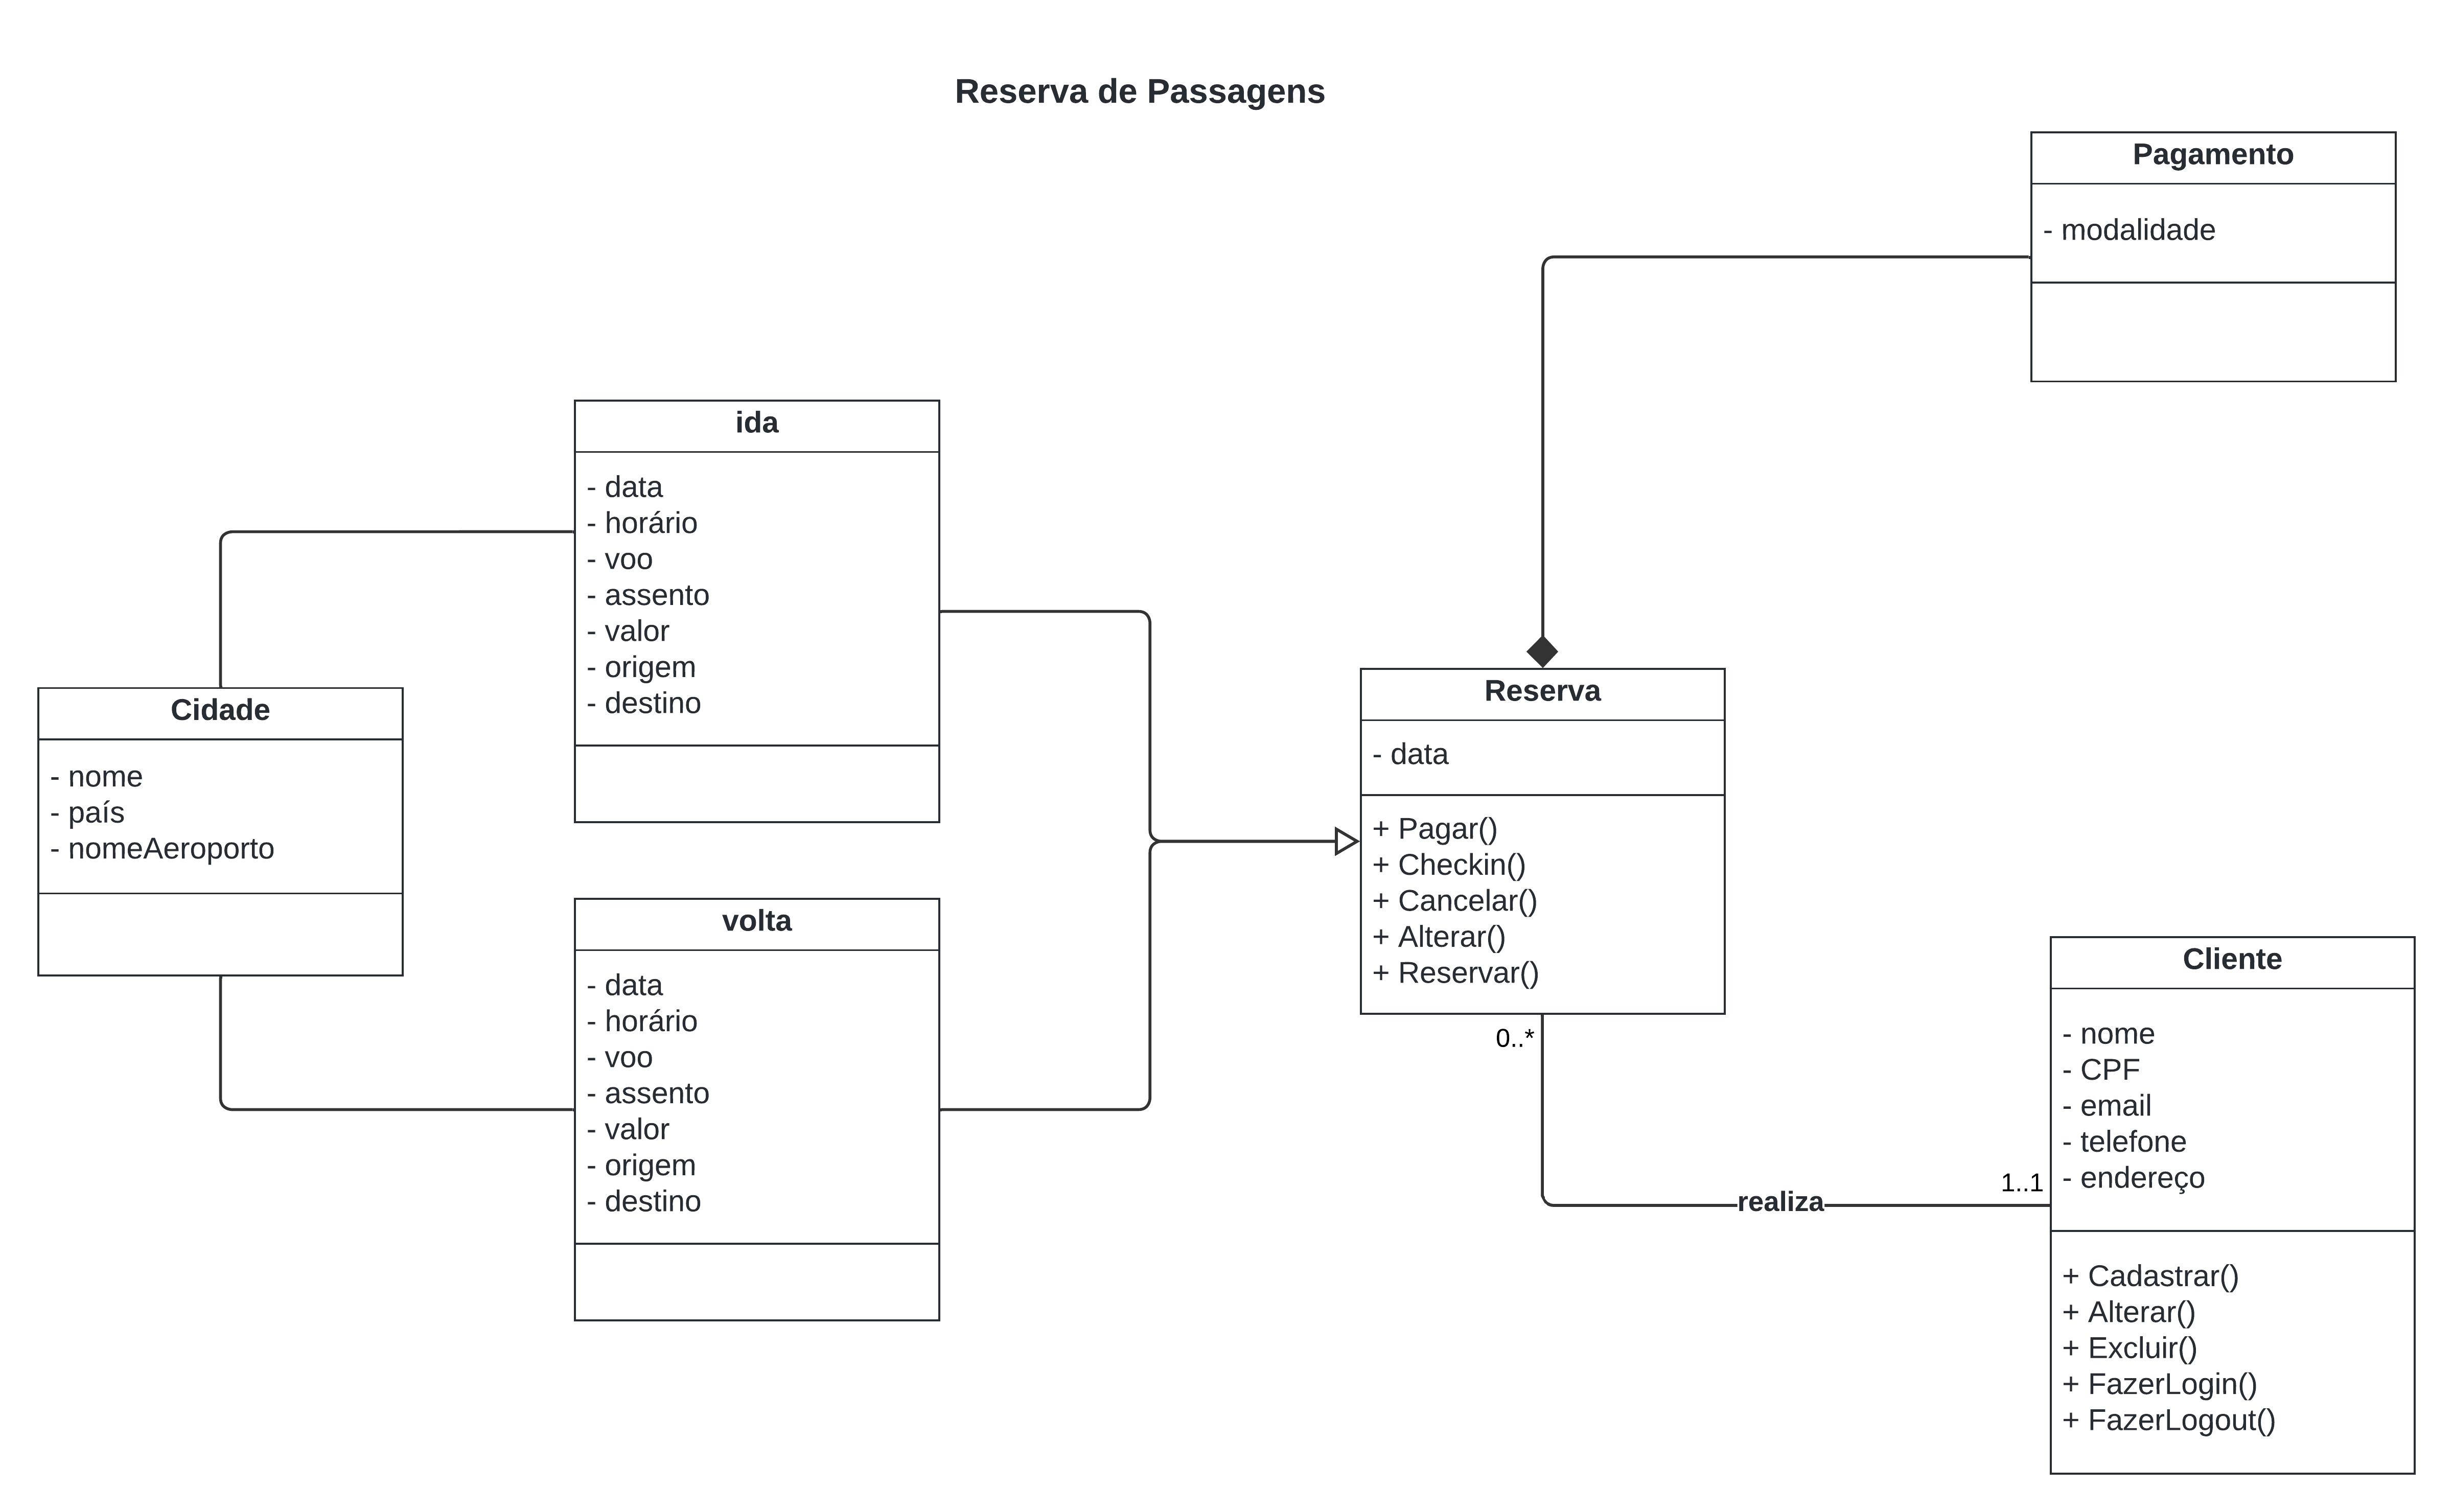 Reserva de Passagens
Pagamento
- modalidade
ida
- data
- horário
- voo
- assento
- valor
- origem
- destino
Cidade
- nome
- país
- nomeAeroporto
volta
- data
- horário
- voo
- assento
- valor
- origem
- destino
Reserva
- data
+ Pagar()
+ Checkin()
+ Cancelar()
+ Alterar()
+ Reservar()
0..*
realiza
1..1
Cliente
- nome
- CPF
- email
- telefone
- endereço
+ Cadastrar()
+ Alterar()
+ Excluir()
+ FazerLogin()
+ FazerLogout()